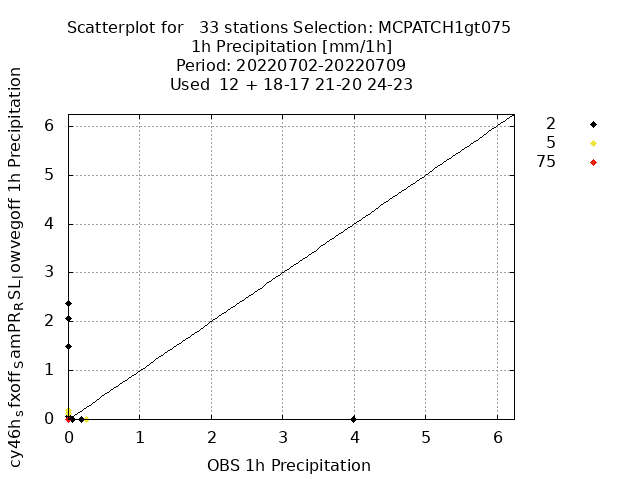 Scatterplot for   33 stations Selection: MCPATCH1gt075
1h Precipitation [mm/1h]
Period: 20220702-20220709
Used  12 + 18-17 21-20 24-23
2
5
75
cy46h_sfxoff_samPR_RSL_lowvegoff 1h Precipitation
6
5
4
3
2
1
0
0 1 2 3 4 5 6
OBS 1h Precipitation